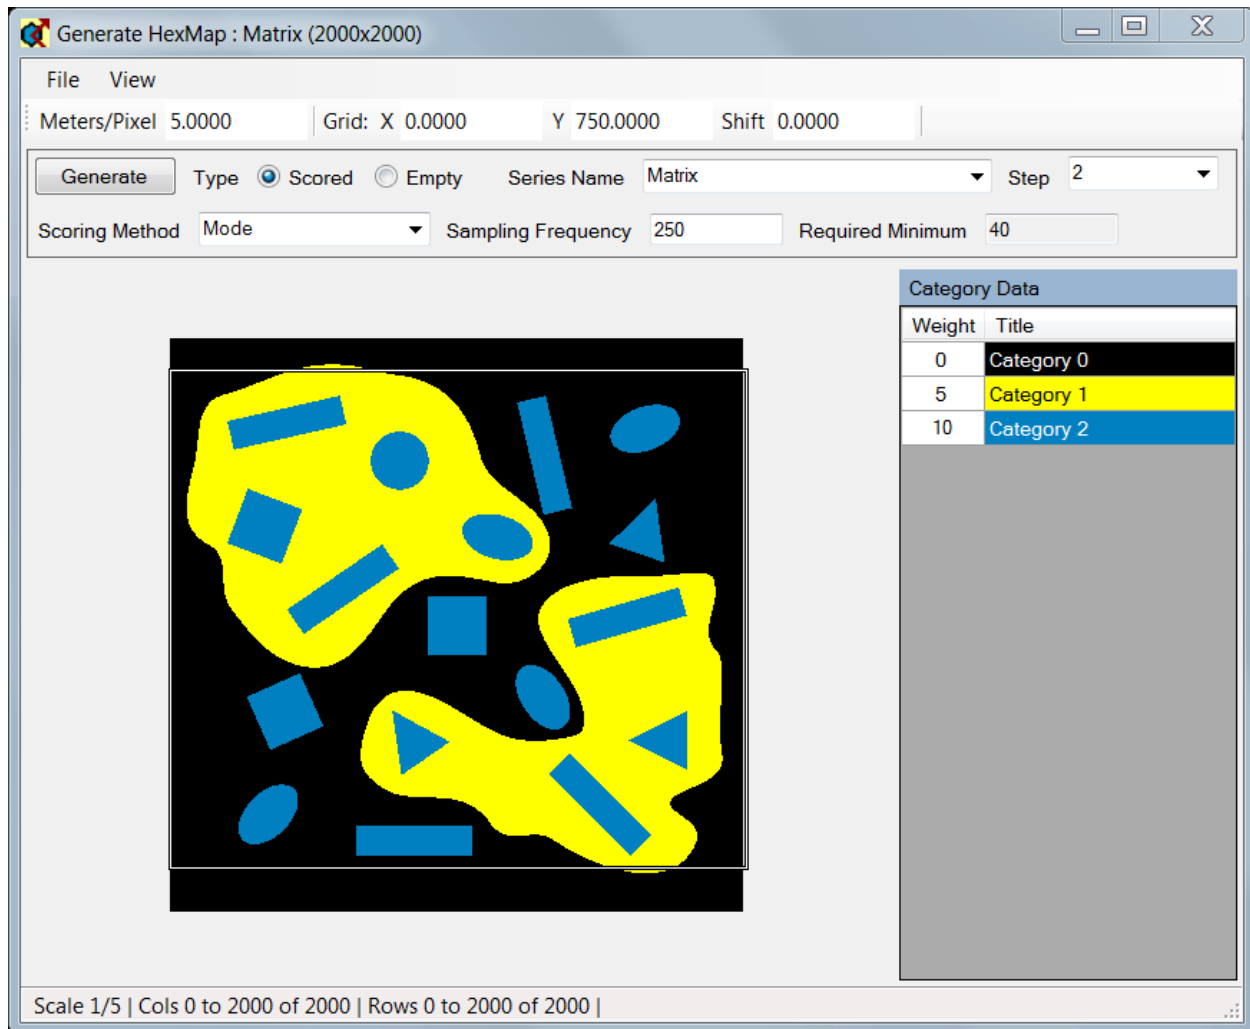 Generate HexMap : Matrix (2000x2000)
File View
Meters/Pixel 5.0000 Grid: X 0.0000 Y 750.0000 Shift 0.0000
Generate Type Scored Empty Series Name Matrix Step 2
Scoring Method Mode Sampling Frequency 250 Required Minimum 40
Category Data
Weight Title
0 Category 0
5 Category 1
10 Category 2
Scale 1/5 | Cols 0 to 2000 of 2000 | Rows 0 to 2000 of 2000 |